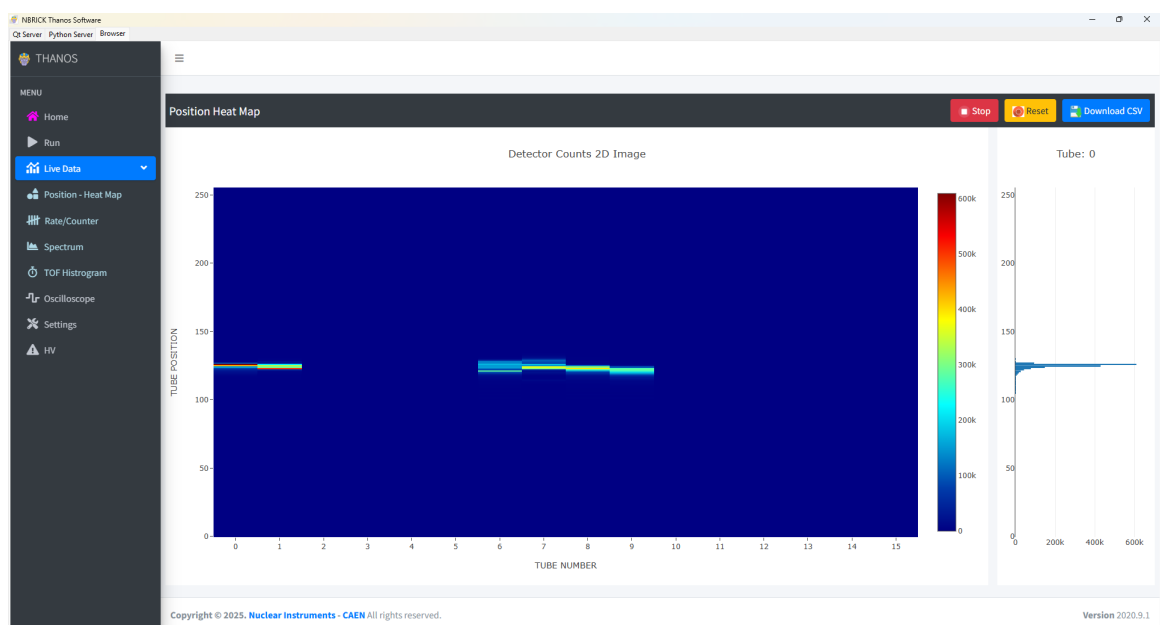 NBRICK Thanos Software
Qt Server Python Server Browser
THANOS
MENU
Home
Run
Live Data
Position - Heat Map
Rate/Counter
Spectrum
TOF Histrogram
Oscilloscope
Settings
HV
Position Heat Map
Stop
Reset
Download CSV
Detector Counts 2D Image
TUBE POSITION
250
200
150
100
50
0
0 1 2 3 4 5 6 7 8 9 10 11 12 13 14 15
TUBE NUMBER
600k
500k
400k
300k
200k
100k
0
Tube: 0
250
200
150
100
50
0
0 200k 400k 600k
Copyright © 2025. Nuclear Instruments - CAEN All rights reserved.
Version 2020.9.1